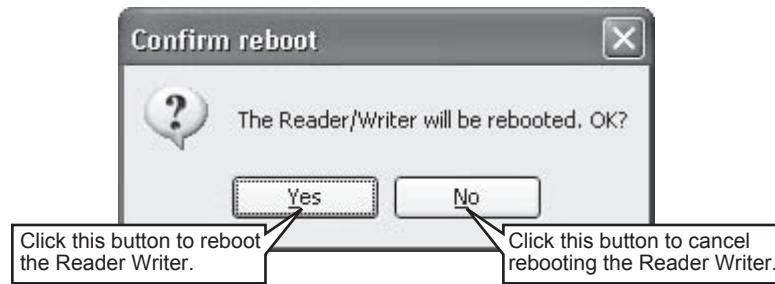 Confirm reboot
The Reader/Writer will be rebooted. OK?
Yes
No
Click this button to reboot
the Reader Writer.
Click this button to cancel
rebooting the Reader Writer.